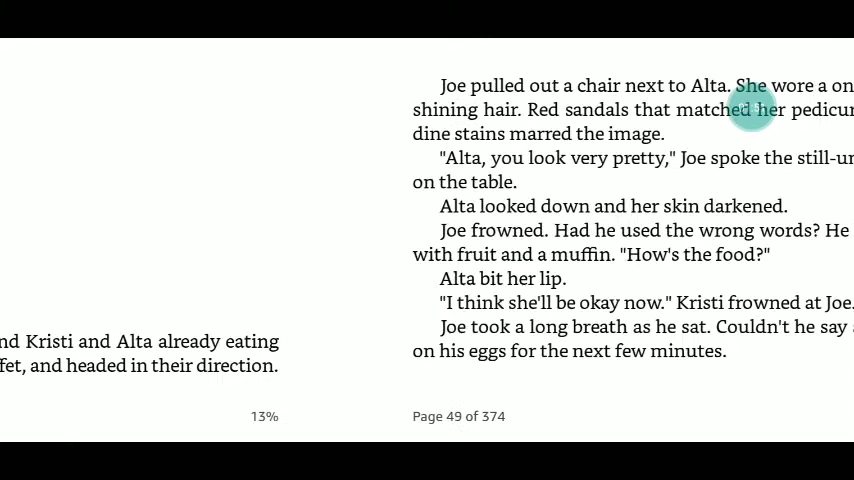 nd Kristi and Alta already eating
fet, and headed in their direction.
13%
Joe pulled out a chair next to Alta. She wore a on
shining hair. Red sandals that matched her pedicur
dine stains marred the image.
"Alta, you look very pretty," Joe spoke the still-un
on the table.
Alta looked down and her skin darkened.
Joe frowned. Had he used the wrong words? He
with fruit and a muffin. "How's the food?"
Alta bit her lip.
"I think she'll be okay now." Kristi frowned at Joe.
Joe took a long breath as he sat. Couldn't he say
on his eggs for the next few minutes.
Page 49 of 374